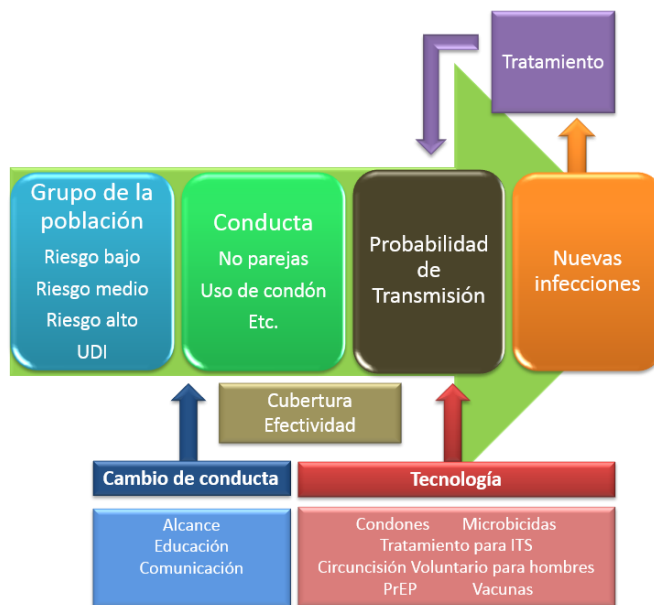 Tratamiento
Grupo de la
población
Riesgo bajo
Riesgo medio
Riesgo alto
UDI
Conducta
No parejas
Uso de condón
Etc.
Probabilidad
de
Transmisión
Nuevas
infecciones
Cubertura
Efectividad
Cambio de conducta
Alcance
Educación
Comunicación
Tecnología
Condones Microbicidas
Tratamiento para ITS
Circuncisión Voluntario para hombres
PrEP Vacunas